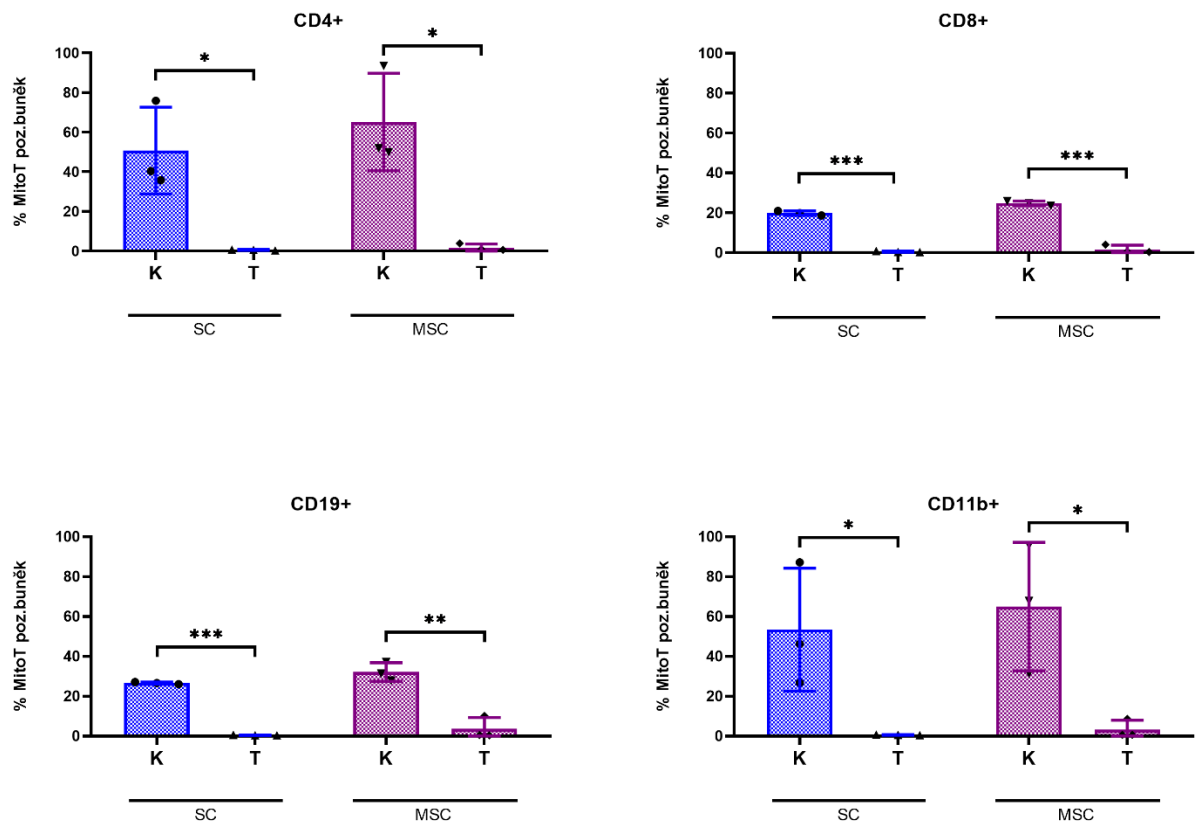 CD4+
% MitoT poz.buněk
100
80
60
40
20
0
*
*
K
T
K
T
SC
MSC
CD8+
% MitoT poz.buněk
100
80
60
40
20
0
***
***
K
T
K
T
SC
MSC
CD19+
% MitoT poz.buněk
100
80
60
40
20
0
***
**
K
T
K
T
SC
MSC
CD11b+
% MitoT poz.buněk
100
80
60
40
20
0
*
*
K
T
K
T
SC
MSC